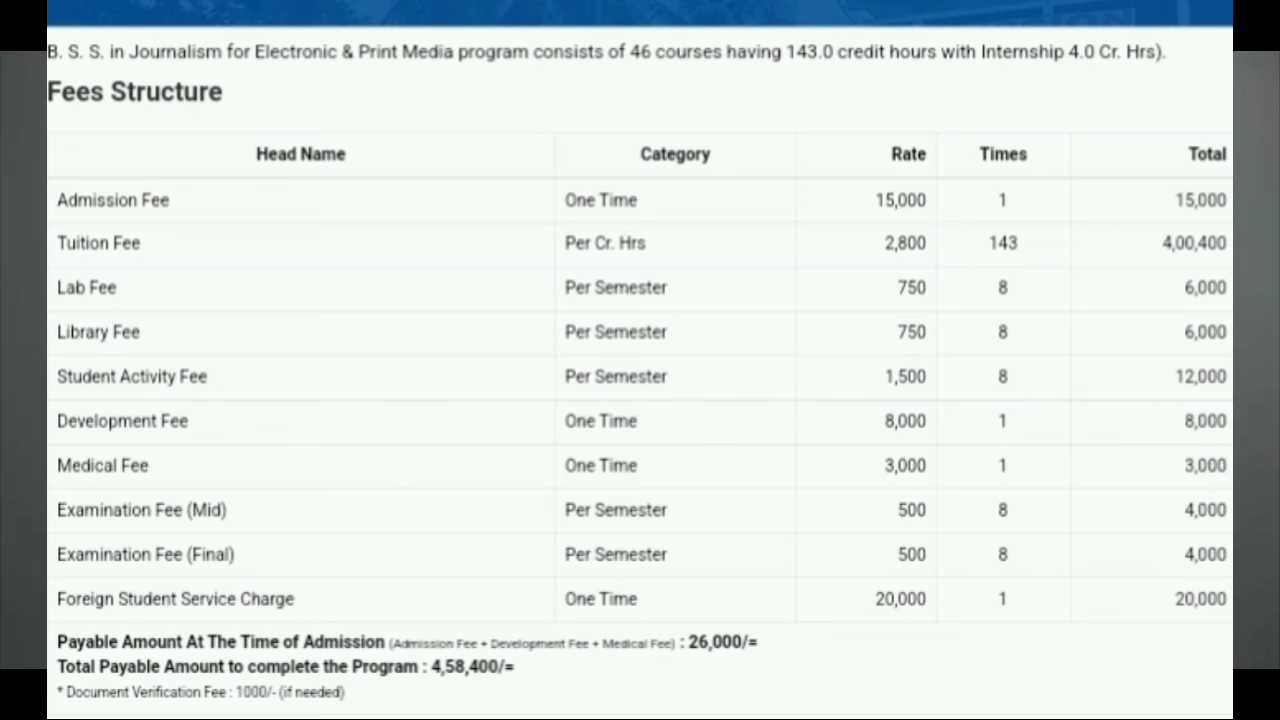 B. S. S. in Journalism for Electronic & Print Media program consists of 46 courses having 143.0 credit hours with Internship 4.0 Cr. Hrs).
Fees Structure
Head Name Category Rate Times Total
Admission Fee One Time 15,000 1 15,000
Tuition Fee Per Cr. Hrs 2,800 143 4,00,400
Lab Fee Per Semester 750 8 6,000
Library Fee Per Semester 750 8 6,000
Student Activity Fee Per Semester 1,500 8 12,000
Development Fee One Time 8,000 1 8,000
Medical Fee One Time 3,000 1 3,000
Examination Fee (Mid) Per Semester 500 8 4,000
Examination Fee (Final) Per Semester 500 8 4,000
Foreign Student Service Charge One Time 20,000 1 20,000
Payable Amount At The Time of Admission (Admission Fee + Development Fee + Medical Fee) : 26,000/=
Total Payable Amount to complete the Program : 4,58,400/=
* Document Verification Fee : 1000/- (if needed)